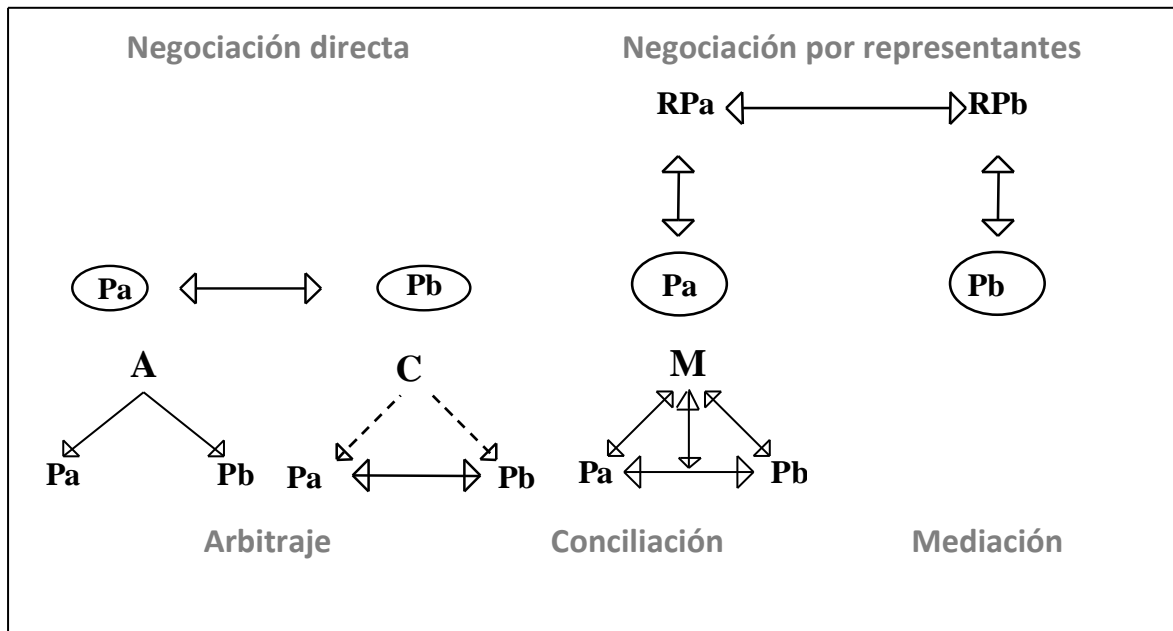 Negociación directa
Negociación por representantes
RPa
RPb
Pa
Pb
Pa
Pb
A
C
M
Pa
Pb
Pa
Pb
Pa
Pb
Arbitraje
Conciliación
Mediación